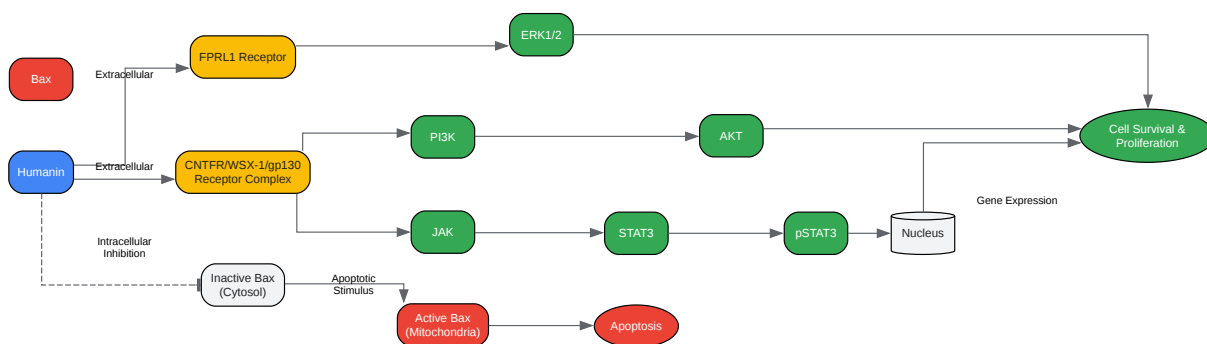 ERK1/2
FPRL1 Receptor
Bax
Extracellular
Cell Survival &
Proliferation
PI3K
AKT
Humanin
Extracellular
CNTFR/WSX-1/gp130
Receptor Complex
Gene Expression
JAK
STAT3
pSTAT3
Nucleus
Intracellular
Inhibition
Inactive Bax
(Cytosol)
Apoptotic
Stimulus
Active Bax
(Mitochondria)
Apoptosis